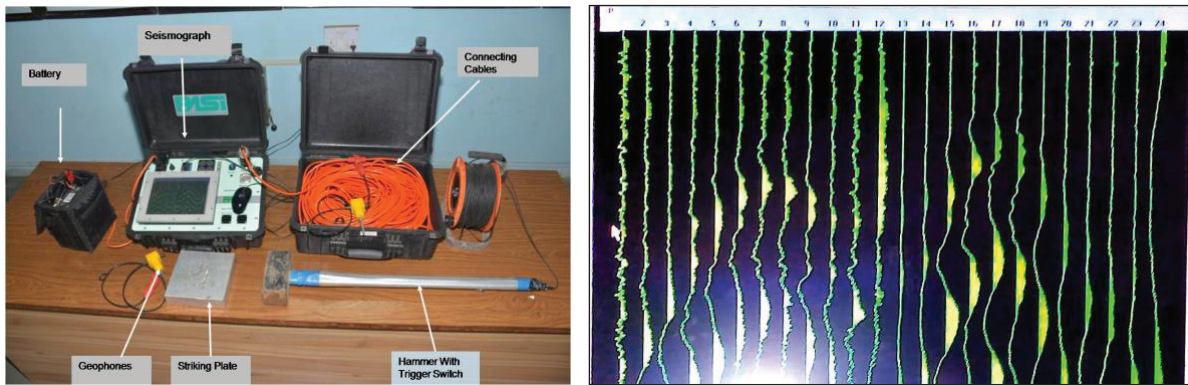 Seismograph
Connecting
Cables
Battery
PASI
Geophones
Striking Plate
Hammer With
Trigger Switch
P
2 3 4 5 6 7 8 9 10 11 12 13 14 15 16 17 18 19 20 21 22 23 24